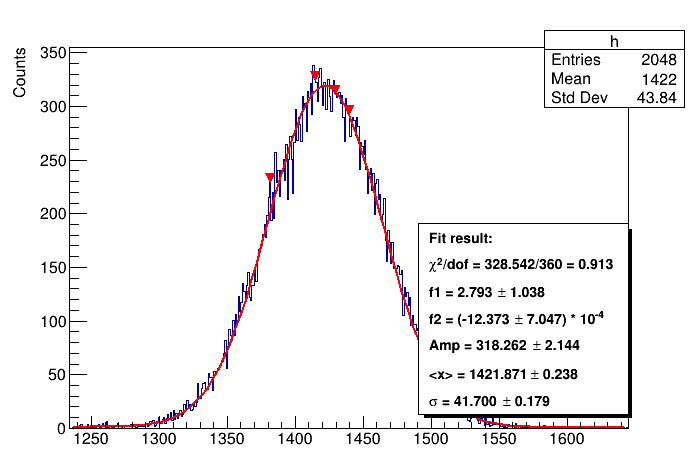 h
Entries 2048
Mean 1422
Std Dev 43.84
Counts
350
300
250
200
150
100
50
0
Fit result:
χ²/dof = 328.542/360 = 0.913
f1 = 2.793 ± 1.038
f2 = (-12.373 ± 7.047) * 10⁻⁴
Amp = 318.262 ± 2.144
<x> = 1421.871 ± 0.238
σ = 41.700 ± 0.179
1250 1300 1350 1400 1450 1500 1550 1600